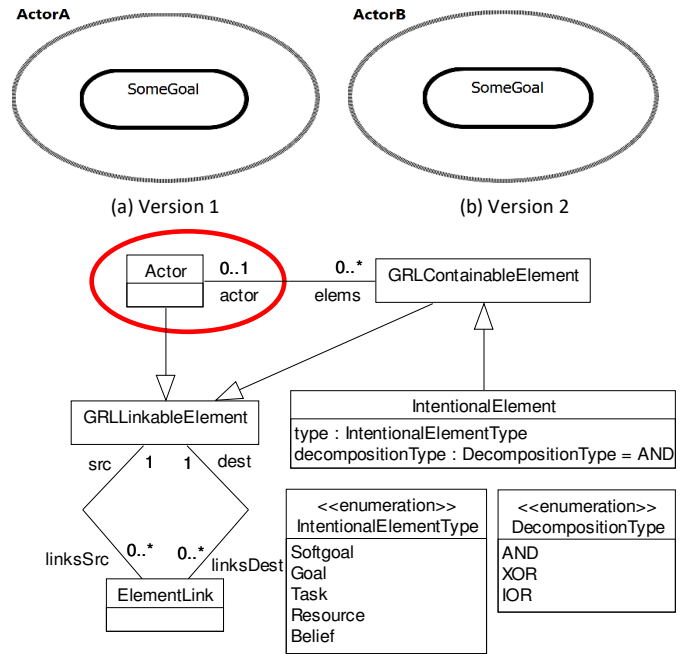 ActorA
ActorB
SomeGoal
SomeGoal
(a) Version 1
(b) Version 2
Actor
0..1
0..*
actor
elems
GRLContainableElement
GRLLinkableElement
IntentionalElement
type : IntentionalElementType
decompositionType : DecompositionType = AND
src
1
1
dest
<<enumeration>>
IntentionalElementType
Softgoal
Goal
Task
Resource
Belief
<<enumeration>>
DecompositionType
AND
XOR
IOR
linksSrc
0..*
0..*
linksDest
ElementLink